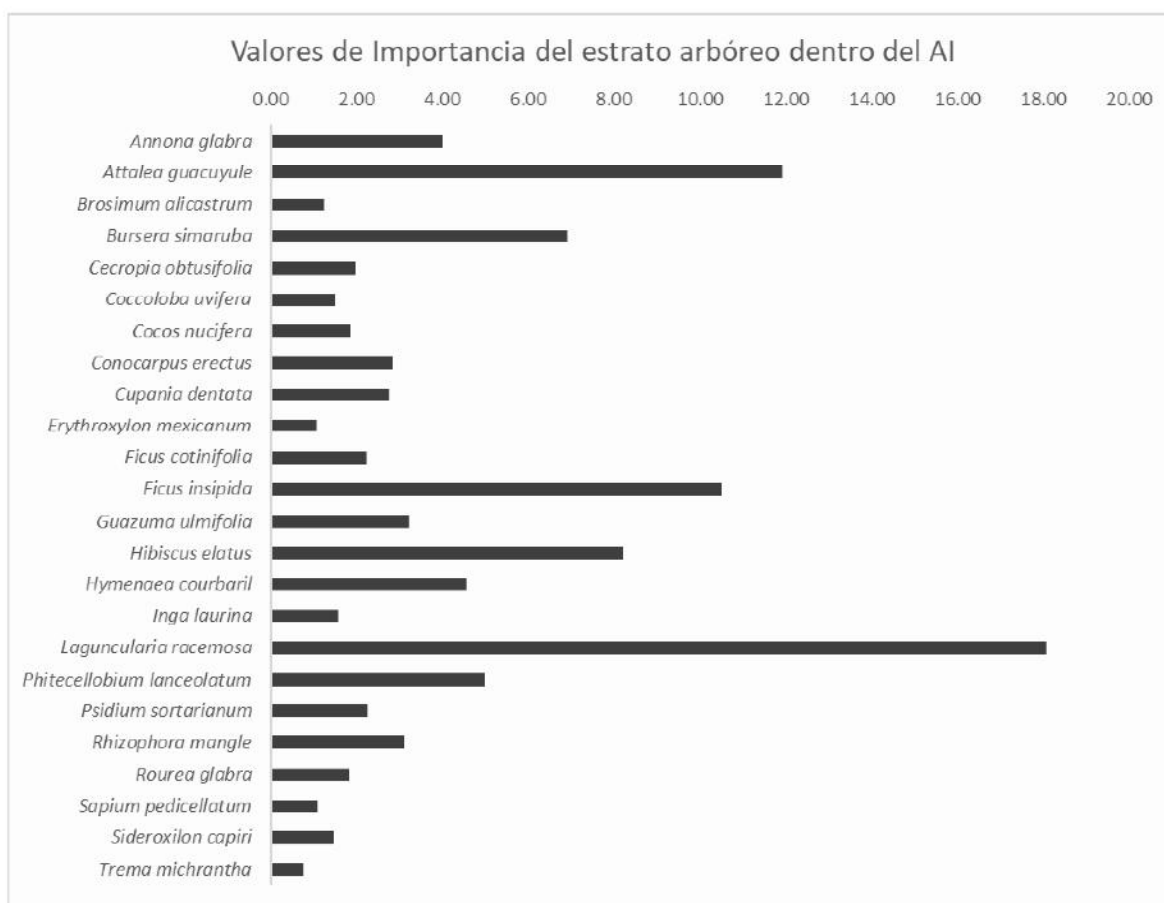 Valores de Importancia del estrato arbóreo dentro del AI
0.00 2.00 4.00 6.00 8.00 10.00 12.00 14.00 16.00 18.00 20.00
Annona glabra
Attalea guacuyule
Brosimum alicastrum
Bursera simaruba
Cecropia obtusifolia
Coccoloba uvifera
Cocos nucifera
Conocarpus erectus
Cupania dentata
Erythroxylon mexicanum
Ficus cotinifolia
Ficus insipida
Guazuma ulmifolia
Hibiscus elatus
Hymenaea courbaril
Inga laurina
Laguncularia racemosa
Phitecellobium lanceolatum
Psidium sortarianum
Rhizophora mangle
Rourea glabra
Sapium pedicellatum
Sideroxilon capiri
Trema michrantha